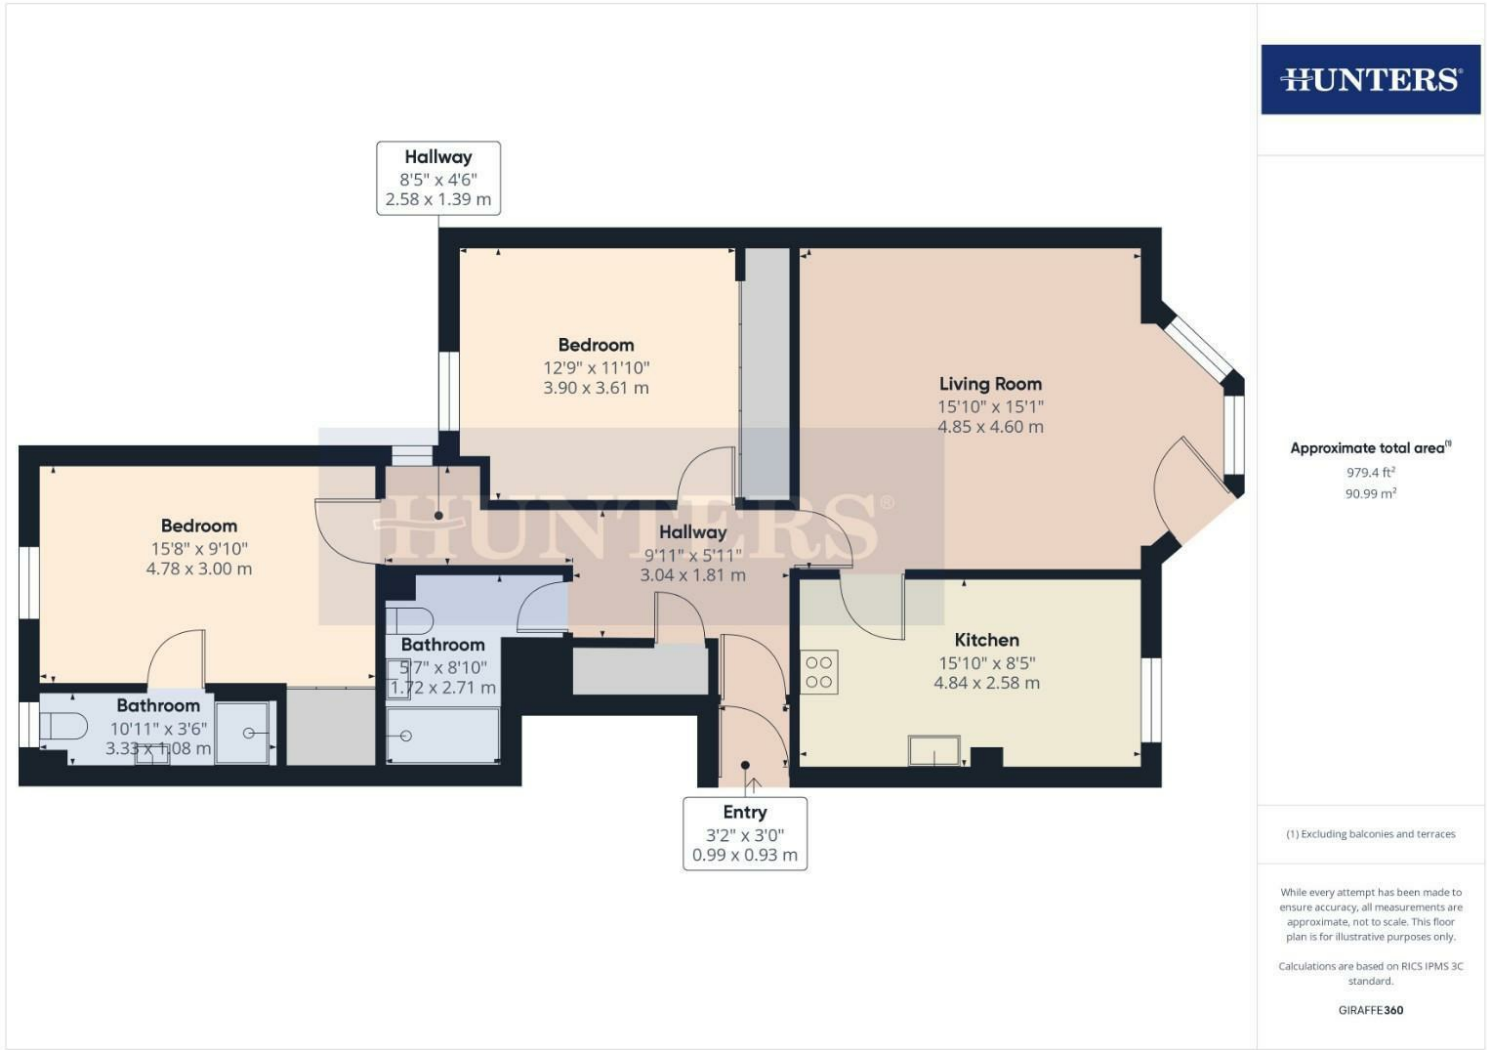 HUNTERS®
Hallway
8'5" x 4'6"
2.58 x 1.39 m
Bedroom
12'9" x 11'10"
3.90 x 3.61 m
Living Room
15'10" x 15'1"
4.85 x 4.60 m
Bedroom
15'8" x 9'10"
4.78 x 3.00 m
HUNTERS®
Hallway
9'11" x 5'11"
3.04 x 1.81 m
Bathroom
5'7" x 8'10"
1.72 x 2.71 m
Kitchen
15'10" x 8'5"
4.84 x 2.58 m
Bathroom
10'11" x 3'6"
3.33 x 1.08 m
Entry
3'2" x 3'0"
0.99 x 0.93 m
Approximate total area⁽¹⁾
979.4 ft²
90.99 m²
(1) Excluding balconies and terraces
While every attempt has been made to
ensure accuracy, all measurements are
approximate, not to scale. This floor
plan is for illustrative purposes only.
Calculations are based on RICS IPMS 3C
standard.
GIRAFFE360